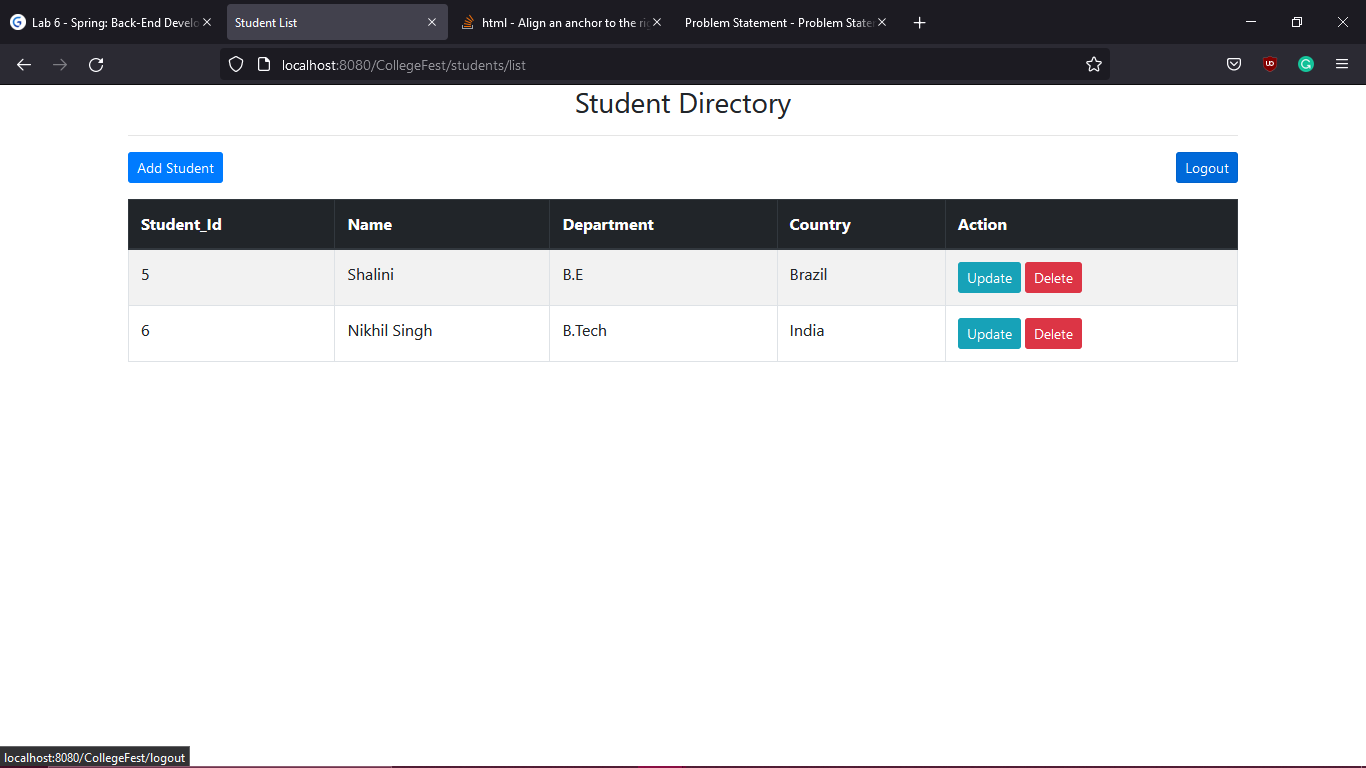 Lab 6 - Spring: Back-End Develo
Student List
html - Align an anchor to the rig
Problem Statement - Problem State
localhost:8080/CollegeFest/students/list
Student Directory
Add Student
Logout
Student_Id Name Department Country Action
5 Shalini B.E Brazil Update Delete
6 Nikhil Singh B.Tech India Update Delete
localhost:8080/CollegeFest/logout